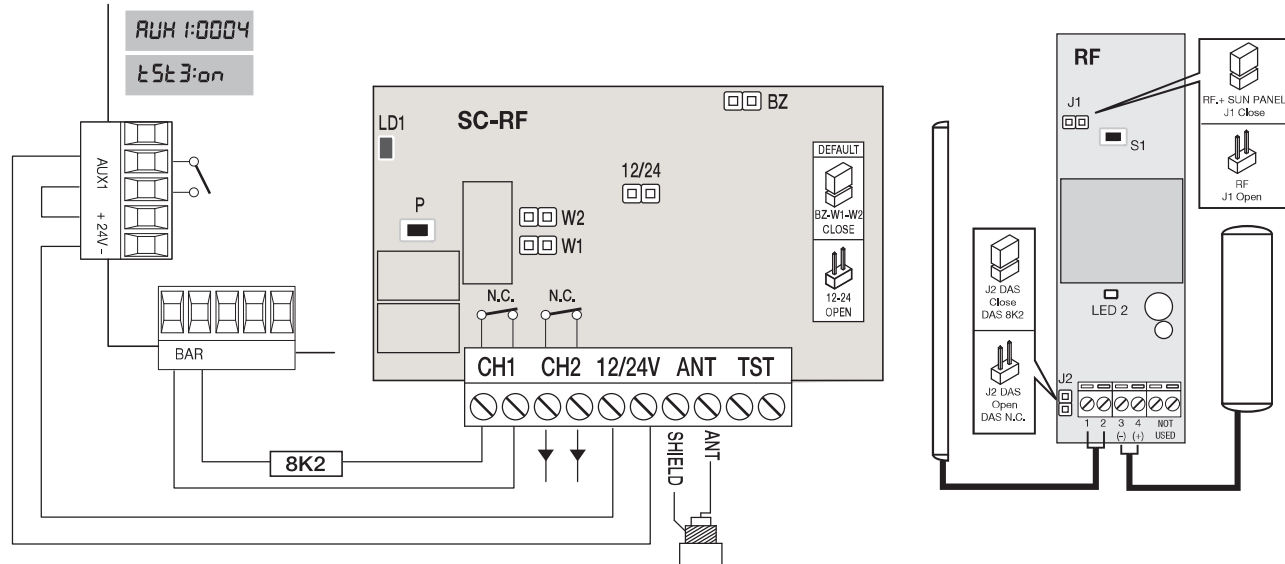 AUX 1:0004
tSt 3:on
AUX1
+ 24V -
BAR
8K2
SC-RF
LD1
P
BZ
12/24
W2
W1
N.C.
N.C.
DEFAULT
BZ-W1-W2
CLOSE
12-24
OPEN
CH1 CH2 12/24V ANT TST
SHIELD
ANT
RF
J1
S1
RF.+ SUN PANEL
J1 Close
RF
J1 Open
J2 DAS
Close
DAS 8K2
J2 DAS
Open
DAS N.C.
LED 2
J2
1 2 3 4 NOT
(-) (+) USED